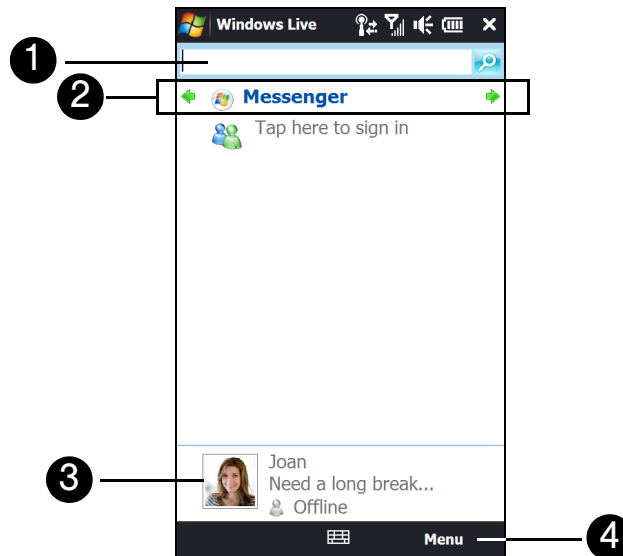 Windows Live
1
2
Messenger
Tap here to sign in
3
Joan
Need a long break...
Offline
Menu
4